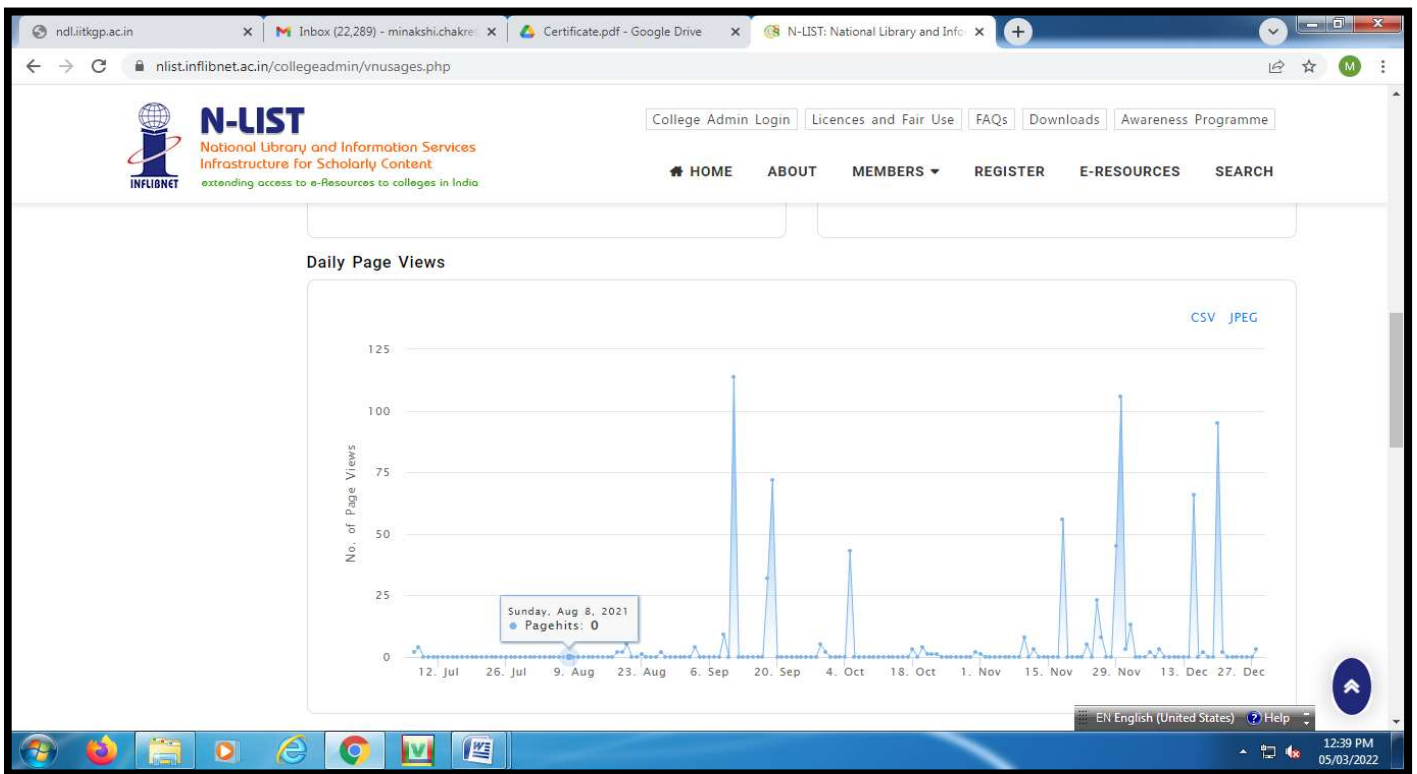 ndl.iitkgp.ac.in
Inbox (22,289) - minakshi.chakre
Certificate.pdf - Google Drive
N-LIST: National Library and Info
nlist.inflibnet.ac.in/collegeadmin/vnusages.php
M
INFLIBNET
N-LIST
National Library and Information Services
Infrastructure for Scholarly Content
extending access to e-Resources to colleges in India
College Admin Login Licences and Fair Use FAQs Downloads Awareness Programme
HOME ABOUT MEMBERS REGISTER E-RESOURCES SEARCH
Daily Page Views
CSV JPEG
No. of Page Views
125
100
75
50
25
0
Sunday, Aug 8, 2021
Pagehits: 0
12. Jul 26. Jul 9. Aug 23. Aug 6. Sep 20. Sep 4. Oct 18. Oct 1. Nov 15. Nov 29. Nov 13. Dec 27. Dec
EN English (United States) Help
12:39 PM
05/03/2022